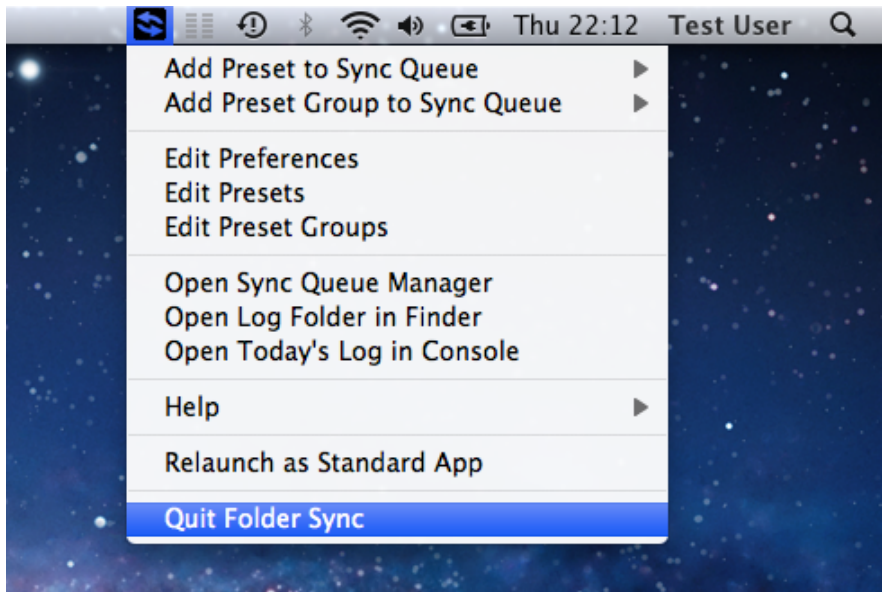 Thu 22:12 Test User
Add Preset to Sync Queue
Add Preset Group to Sync Queue
Edit Preferences
Edit Presets
Edit Preset Groups
Open Sync Queue Manager
Open Log Folder in Finder
Open Today's Log in Console
Help
Relaunch as Standard App
Quit Folder Sync